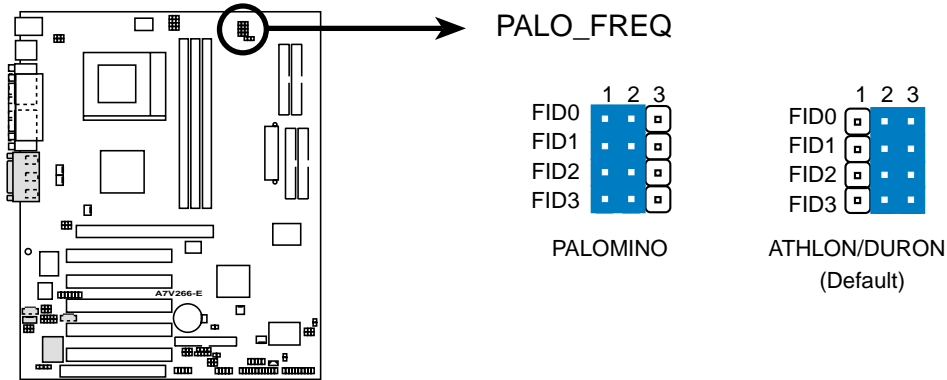 PALO_FREQ
1 2 3
FID0
FID1
FID2
FID3
PALOMINO
1 2 3
FID0
FID1
FID2
FID3
ATHLON/DURON
(Default)
A7V266-E